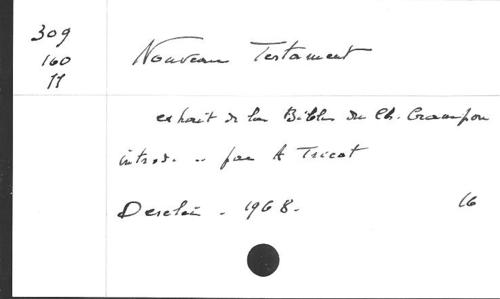 309
160
11
Nouveau Testament
extrait de la Bible du Ch. Crampon
introd. .. par A Tricot
Desclée - 1968. 16